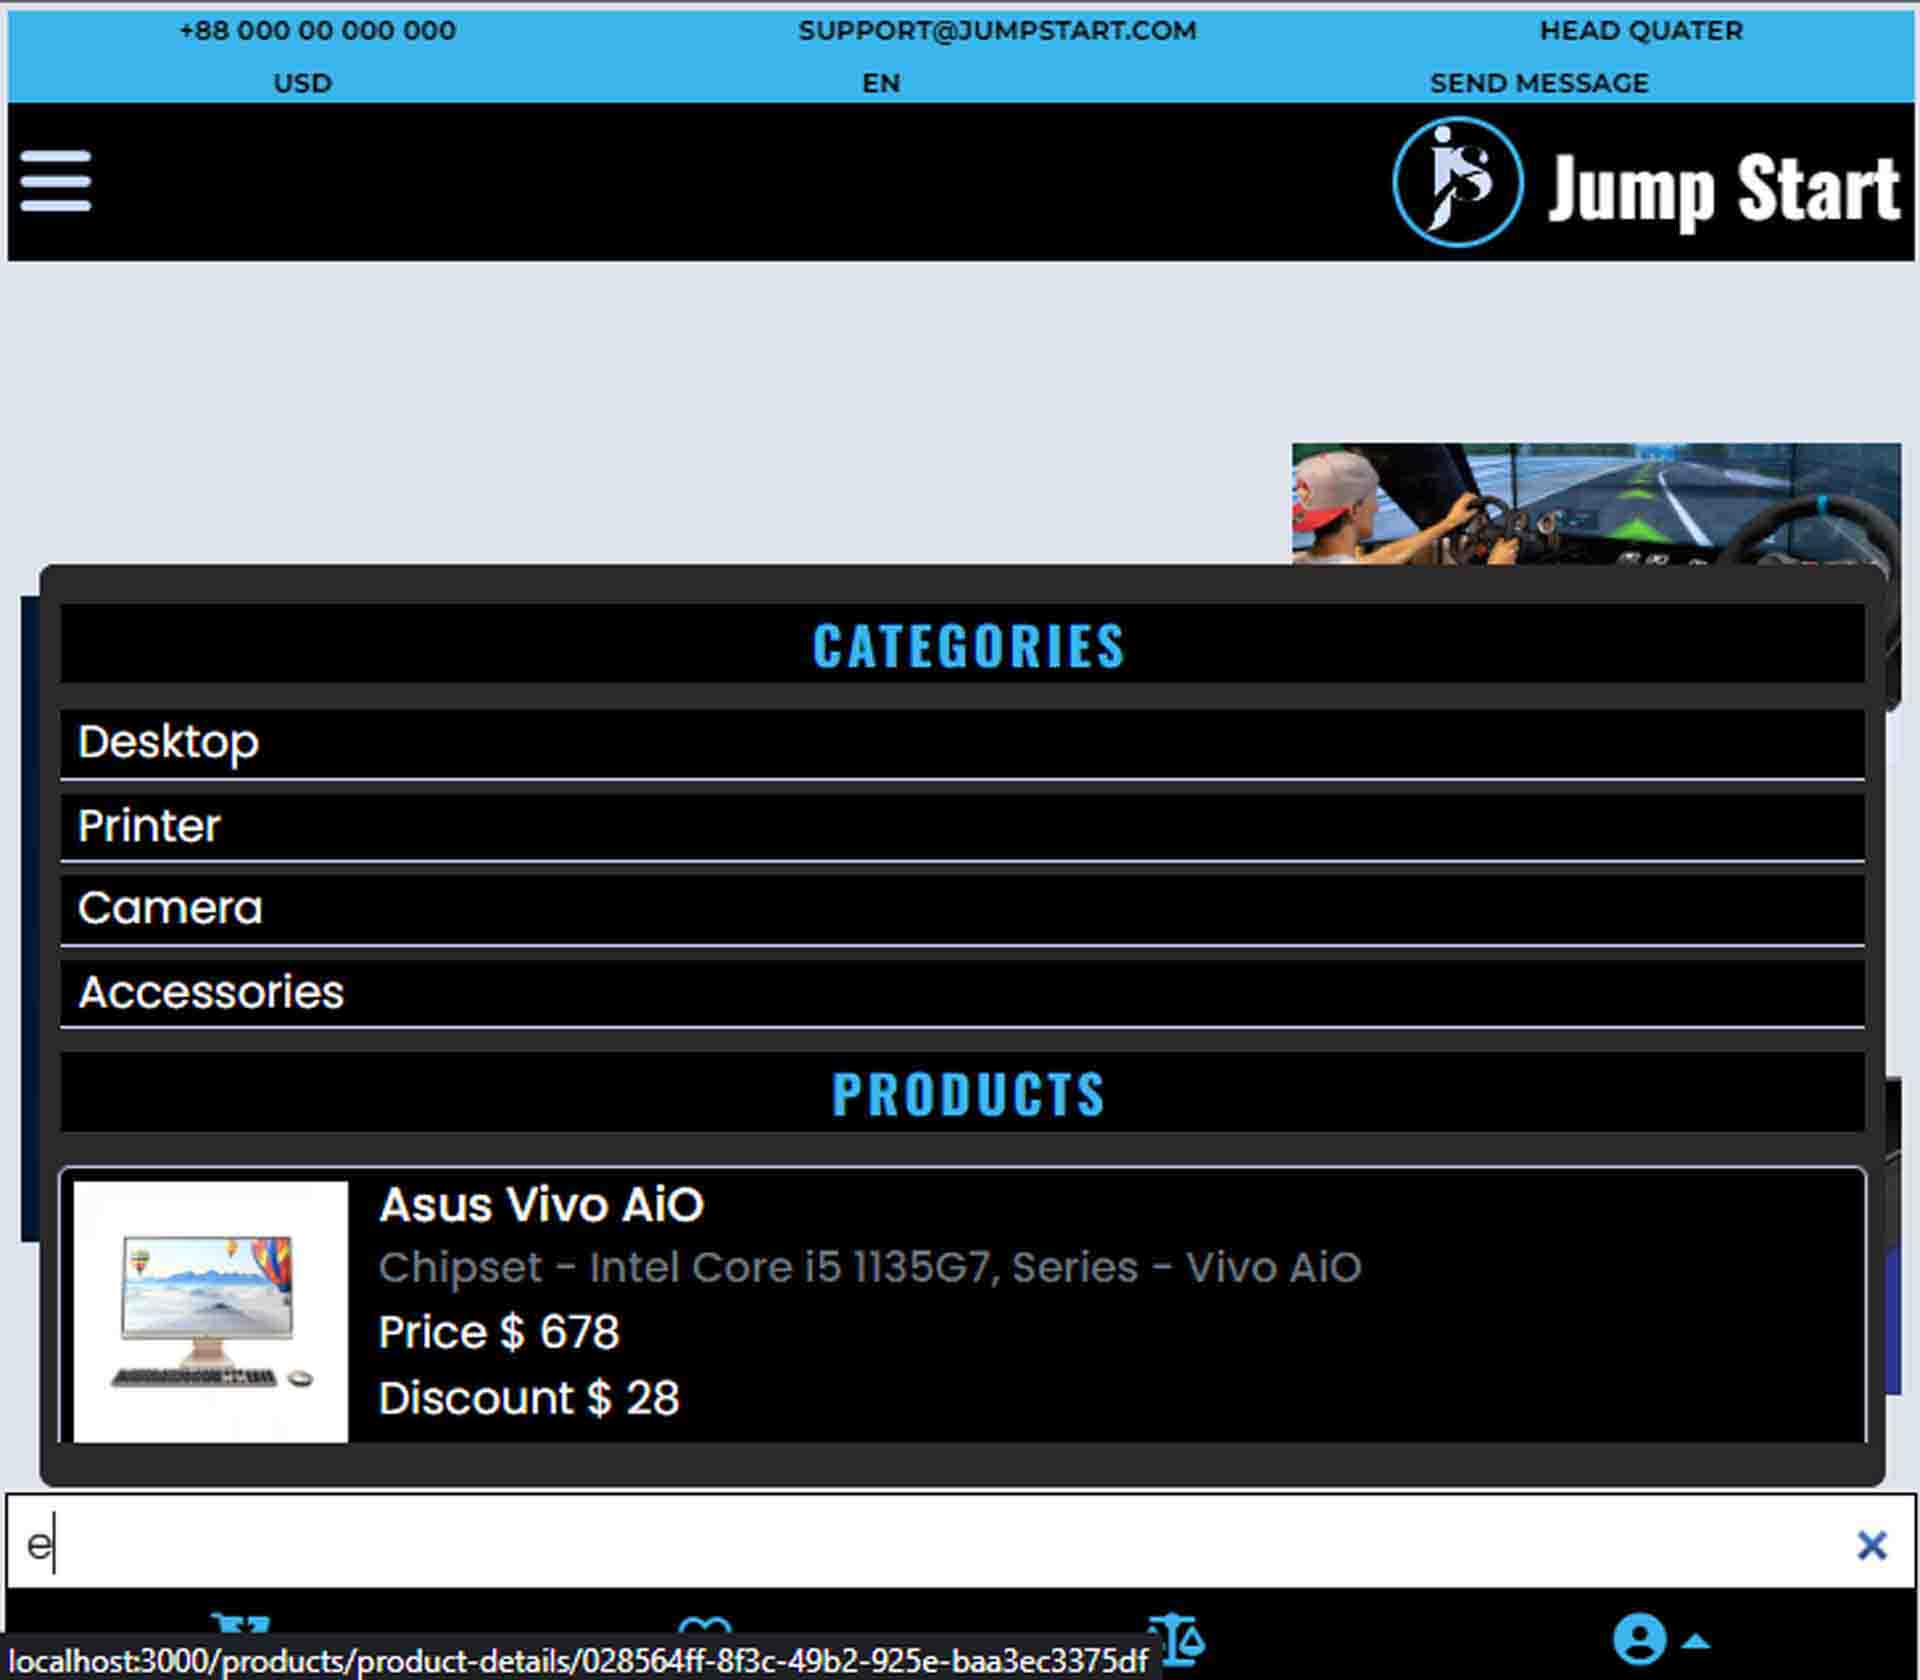 +88 000 00 000 000 SUPPORT@JUMPSTART.COM HEAD QUATER
USD EN SEND MESSAGE
js Jump Start
CATEGORIES
Desktop
Printer
Camera
Accessories
PRODUCTS
Asus Vivo AiO
Chipset - Intel Core i5 1135G7, Series - Vivo AiO
Price $ 678
Discount $ 28
e
localhost:3000/products/product-details/028564ff-8f3c-49b2-925e-baa3ec3375df